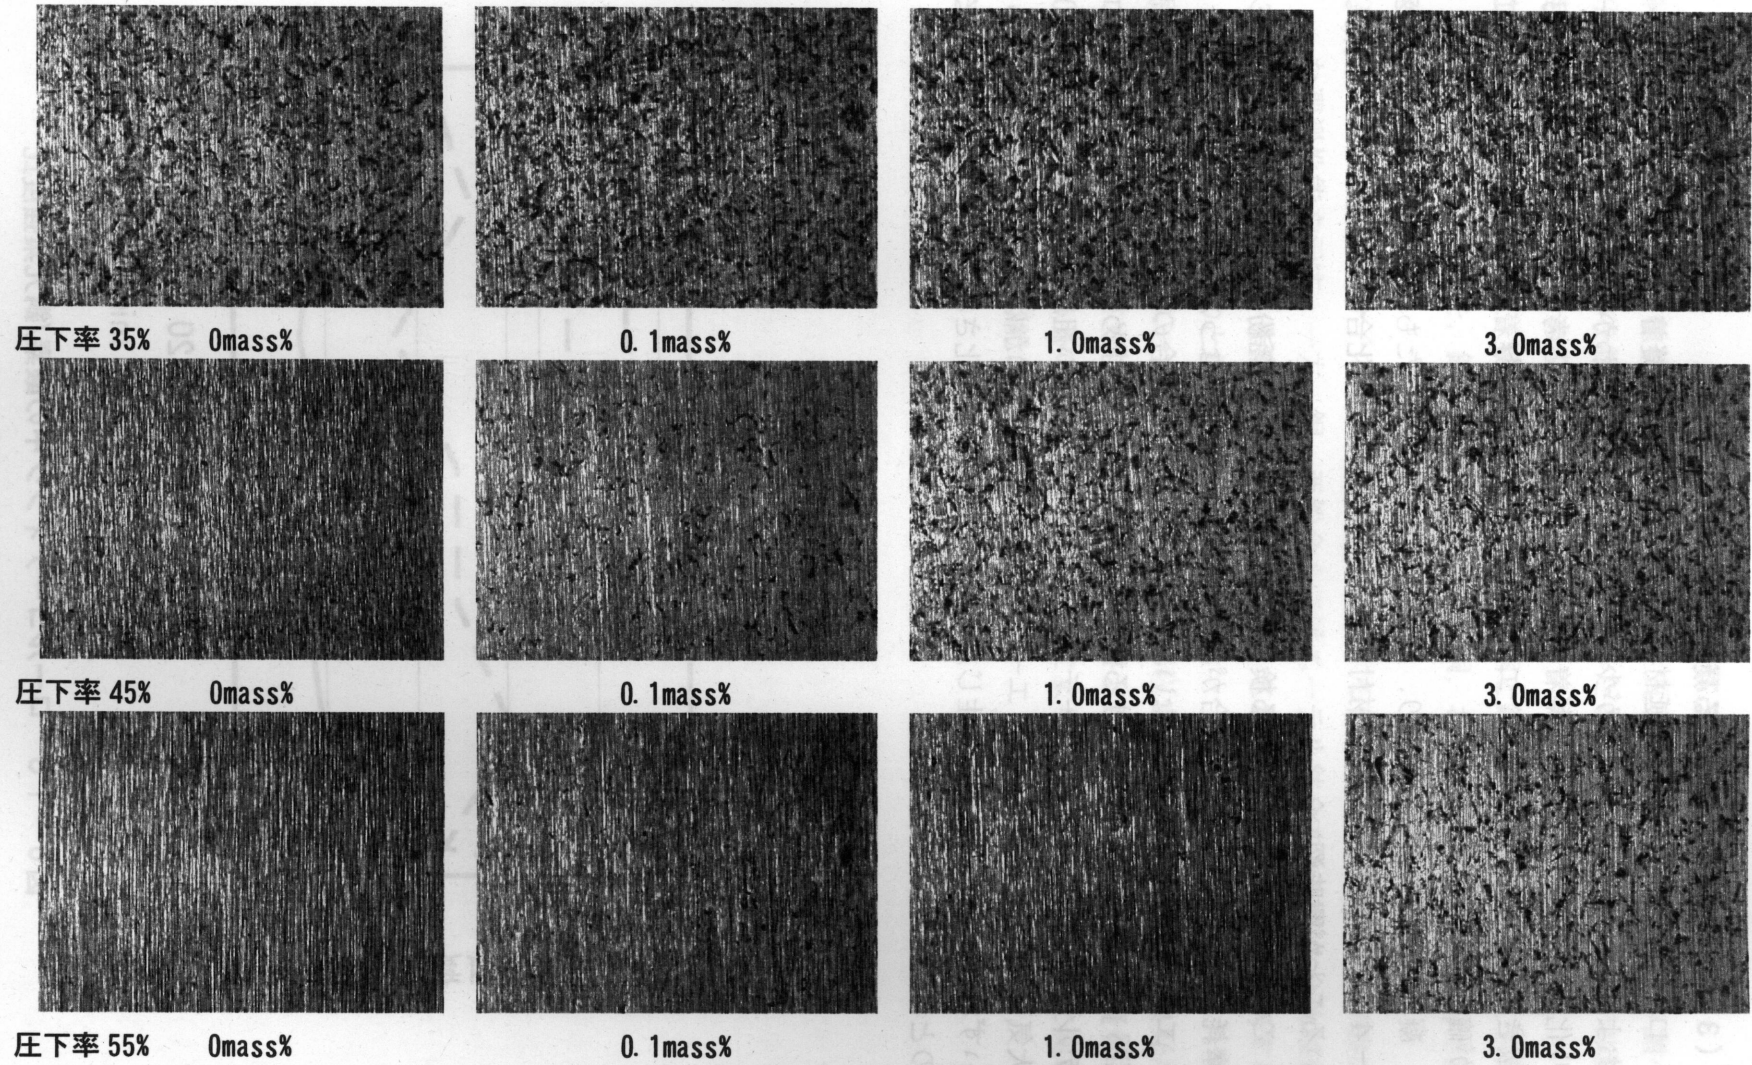 圧下率 35% 0mass% 0.1mass% 1.0mass% 3.0mass%
圧下率 45% 0mass% 0.1mass% 1.0mass% 3.0mass%
圧下率 55% 0mass% 0.1mass% 1.0mass% 3.0mass%